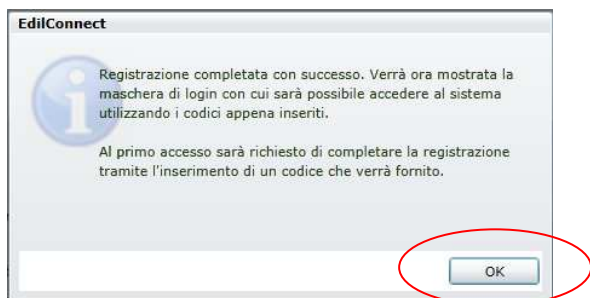 EdilConnect
Registrazione completata con successo. Verrà ora mostrata la
maschera di login con cui sarà possibile accedere al sistema
utilizzando i codici appena inseriti.
Al primo accesso sarà richiesto di completare la registrazione
tramite l'inserimento di un codice che verrà fornito.
OK